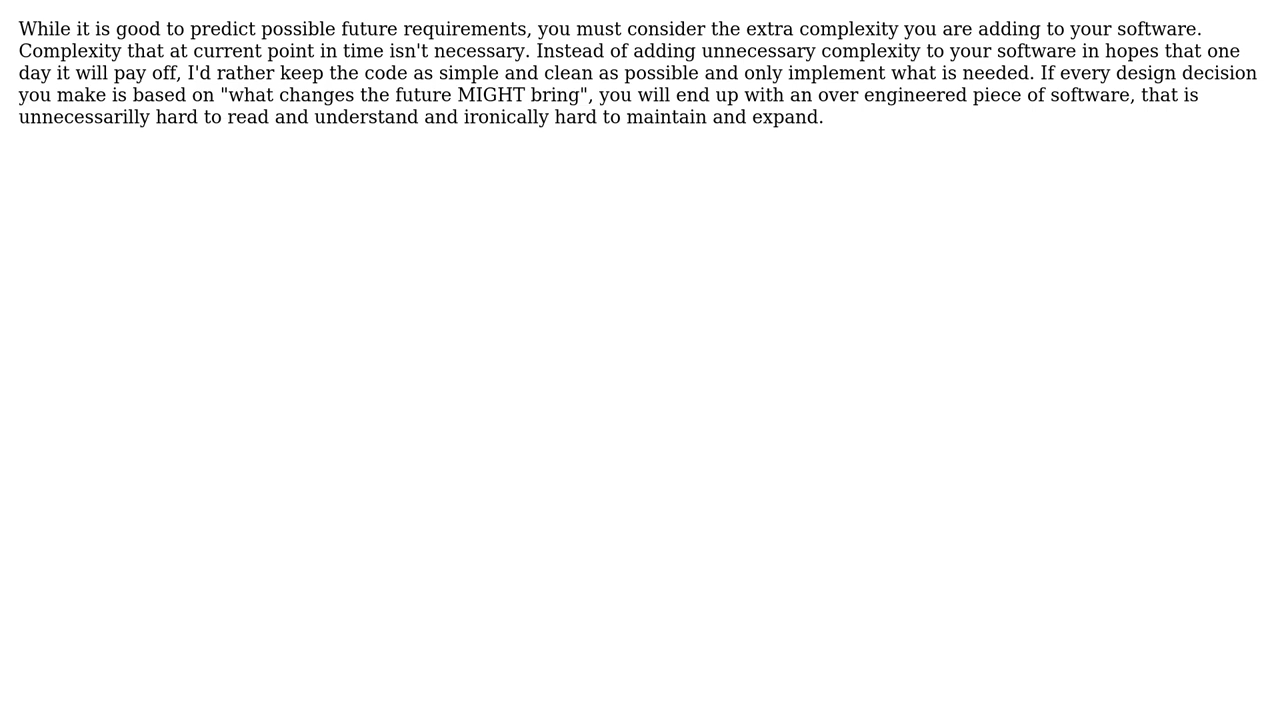 While it is good to predict possible future requirements, you must consider the extra complexity you are adding to your software.
Complexity that at current point in time isn't necessary. Instead of adding unnecessary complexity to your software in hopes that one
day it will pay off, I'd rather keep the code as simple and clean as possible and only implement what is needed. If every design decision
you make is based on "what changes the future MIGHT bring", you will end up with an over engineered piece of software, that is
unnecessarilly hard to read and understand and ironically hard to maintain and expand.